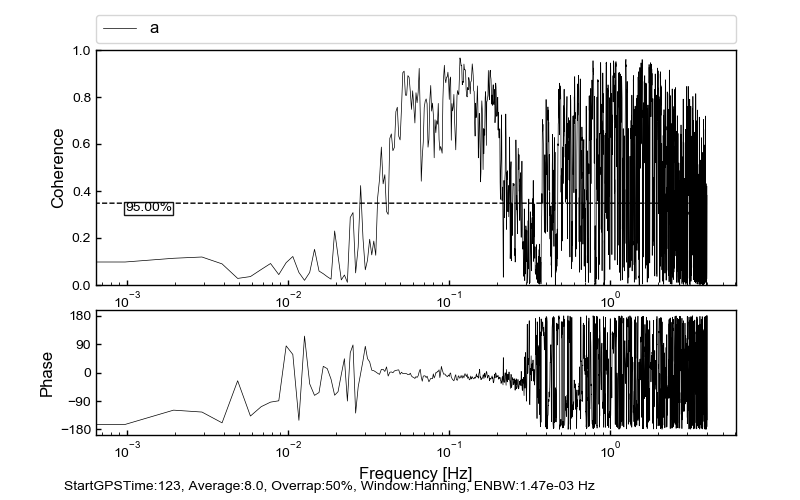 a
1.0
0.8
0.6
0.4
0.2
0.0
Coherence
95.00%
10⁻³ 10⁻² 10⁻¹ 10⁰
180
90
0
−90
−180
Phase
10⁻³ 10⁻² 10⁻¹ 10⁰
Frequency [Hz]
StartGPSTime:123, Average:8.0, Overrap:50%, Window:Hanning, ENBW:1.47e-03 Hz